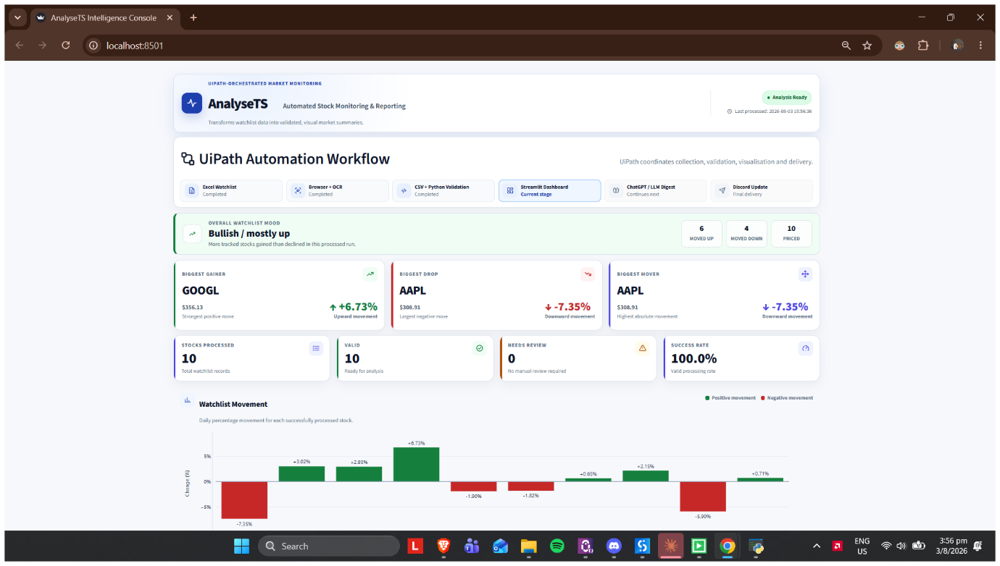 AnalyseTS Intelligence Console
localhost:8501
UIPATH-ORCHESTRATED MARKET MONITORING
AnalyseTS Automated Stock Monitoring & Reporting
Transforms watchlist data into validated, visual market summaries.
Analysis Ready
Last processed: 2026-08-03 15:56:36
UiPath Automation Workflow
UiPath coordinates collection, validation, visualisation and delivery.
Excel Watchlist
Completed
Browser + OCR
Completed
CSV + Python Validation
Completed
Streamlit Dashboard
Current stage
ChatGPT / LLM Digest
Continues next
Discord Update
Final delivery
OVERALL WATCHLIST MOOD
Bullish / mostly up
More tracked stocks gained than declined in this processed run.
6
MOVED UP
4
MOVED DOWN
10
PRICED
BIGGEST GAINER
GOOGL
$356.13
Strongest positive move
↑ +6.73%
Upward movement
BIGGEST DROP
AAPL
$308.91
Largest negative move
↓ -7.35%
Downward movement
BIGGEST MOVER
AAPL
$308.91
Highest absolute movement
↓ -7.35%
Downward movement
STOCKS PROCESSED
10
Total watchlist records
VALID
10
Ready for analysis
NEEDS REVIEW
0
No manual review required
SUCCESS RATE
100.0%
Valid processing rate
Watchlist Movement
Positive movement Negative movement
Daily percentage movement for each successfully processed stock.
Change (%)
5%
0%
−5%
-7.35%
+3.02%
+2.93%
+6.73%
-1.90%
-1.82%
+0.65%
+2.15%
-5.90%
+0.71%
Search
L
ENG
US
3:56 pm
3/8/2026